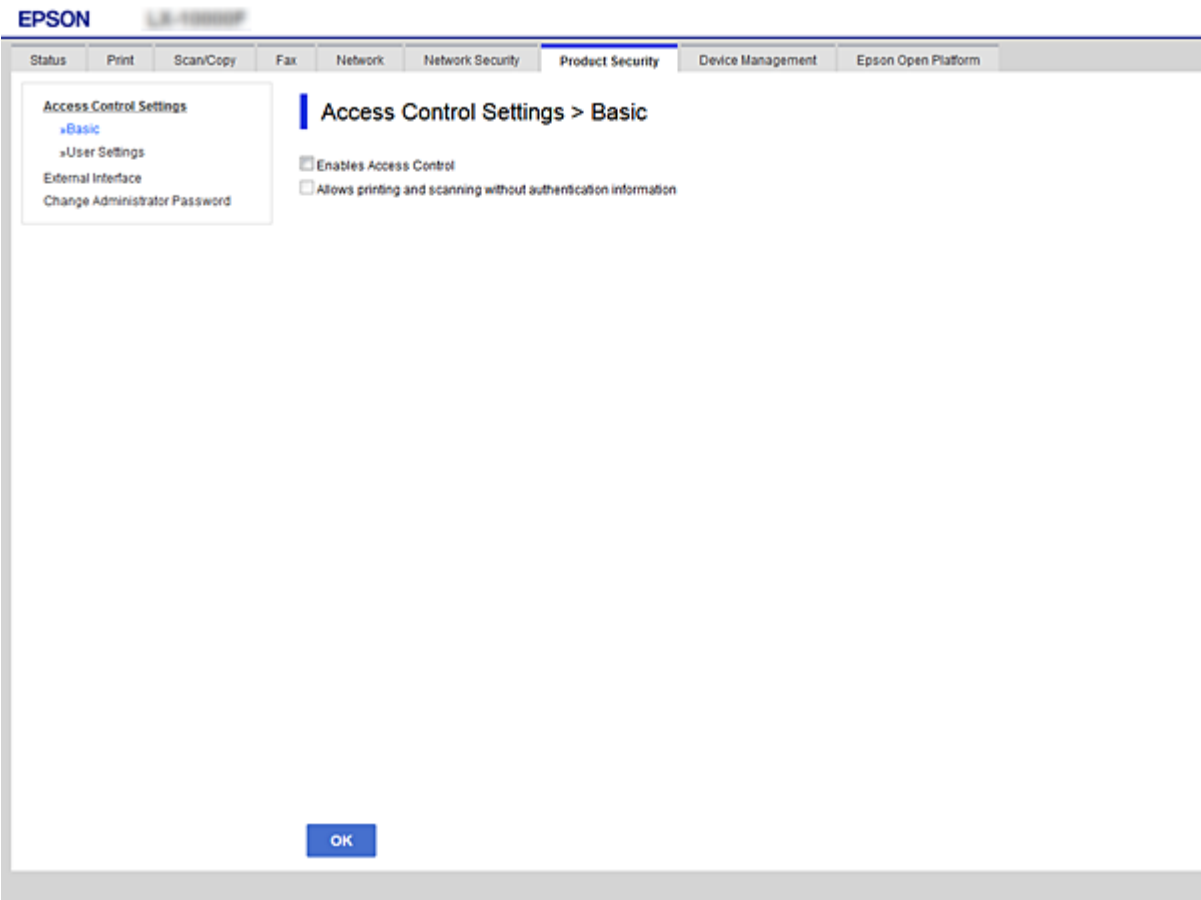 EPSON
Status Print Scan/Copy Fax Network Network Security Product Security Device Management Epson Open Platform
Access Control Settings
»Basic
»User Settings
External Interface
Change Administrator Password
Access Control Settings > Basic
Enables Access Control
Allows printing and scanning without authentication information
OK